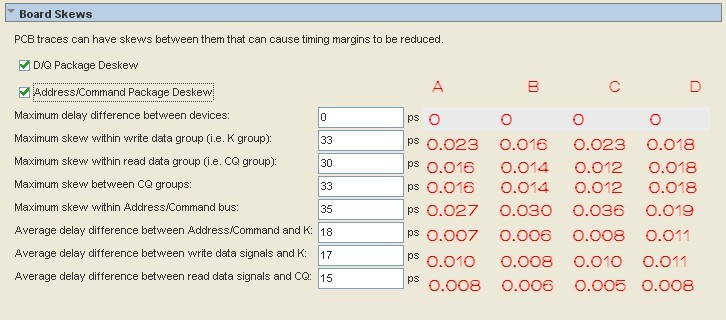 Board Skews
PCB traces can have skews between them that can cause timing margins to be reduced.
D/Q Package Deskew
Address/Command Package Deskew A B C D
Maximum delay difference between devices: 0 ps 0 0 0 0
Maximum skew within write data group (i.e. K group): 33 ps 0.023 0.016 0.023 0.018
Maximum skew within read data group (i.e. CQ group): 30 ps 0.016 0.014 0.012 0.018
Maximum skew between CQ groups: 33 ps 0.016 0.014 0.012 0.018
Maximum skew within Address/Command bus: 35 ps 0.027 0.030 0.036 0.019
Average delay difference between Address/Command and K: 18 ps 0.007 0.006 0.008 0.011
Average delay difference between write data signals and K: 17 ps 0.010 0.008 0.010 0.011
Average delay difference between read data signals and CQ: 15 ps 0.008 0.006 0.005 0.008